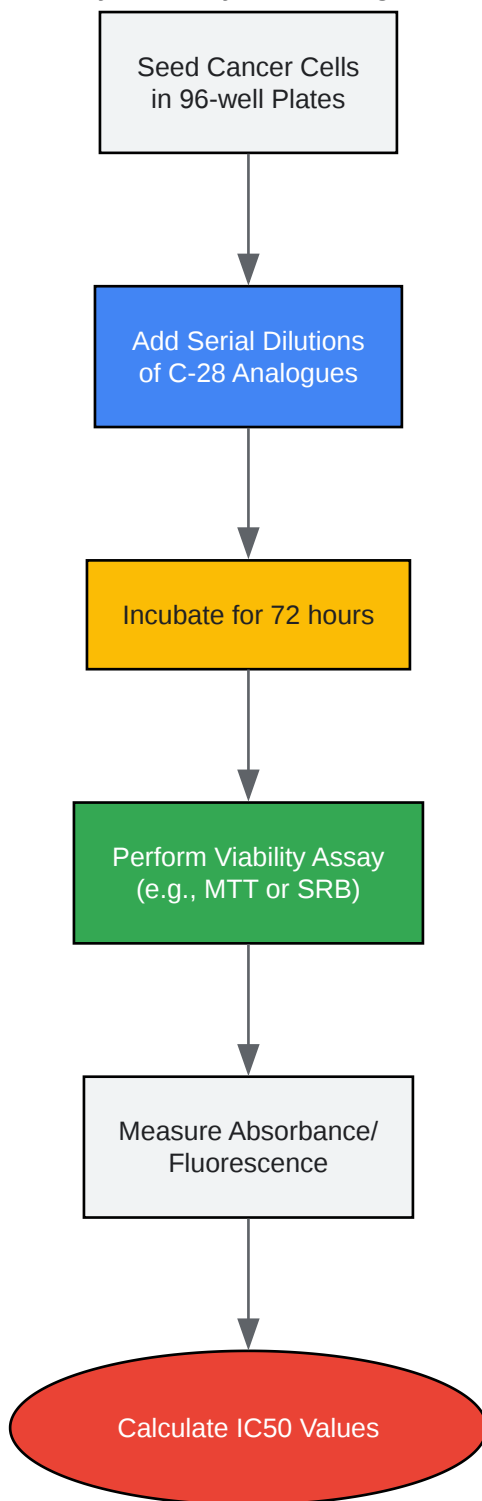 Seed Cancer Cells
in 96-well Plates
Add Serial Dilutions
of C-28 Analogues
Incubate for 72 hours
Perform Viability Assay
(e.g., MTT or SRB)
Measure Absorbance/
Fluorescence
Calculate IC50 Values